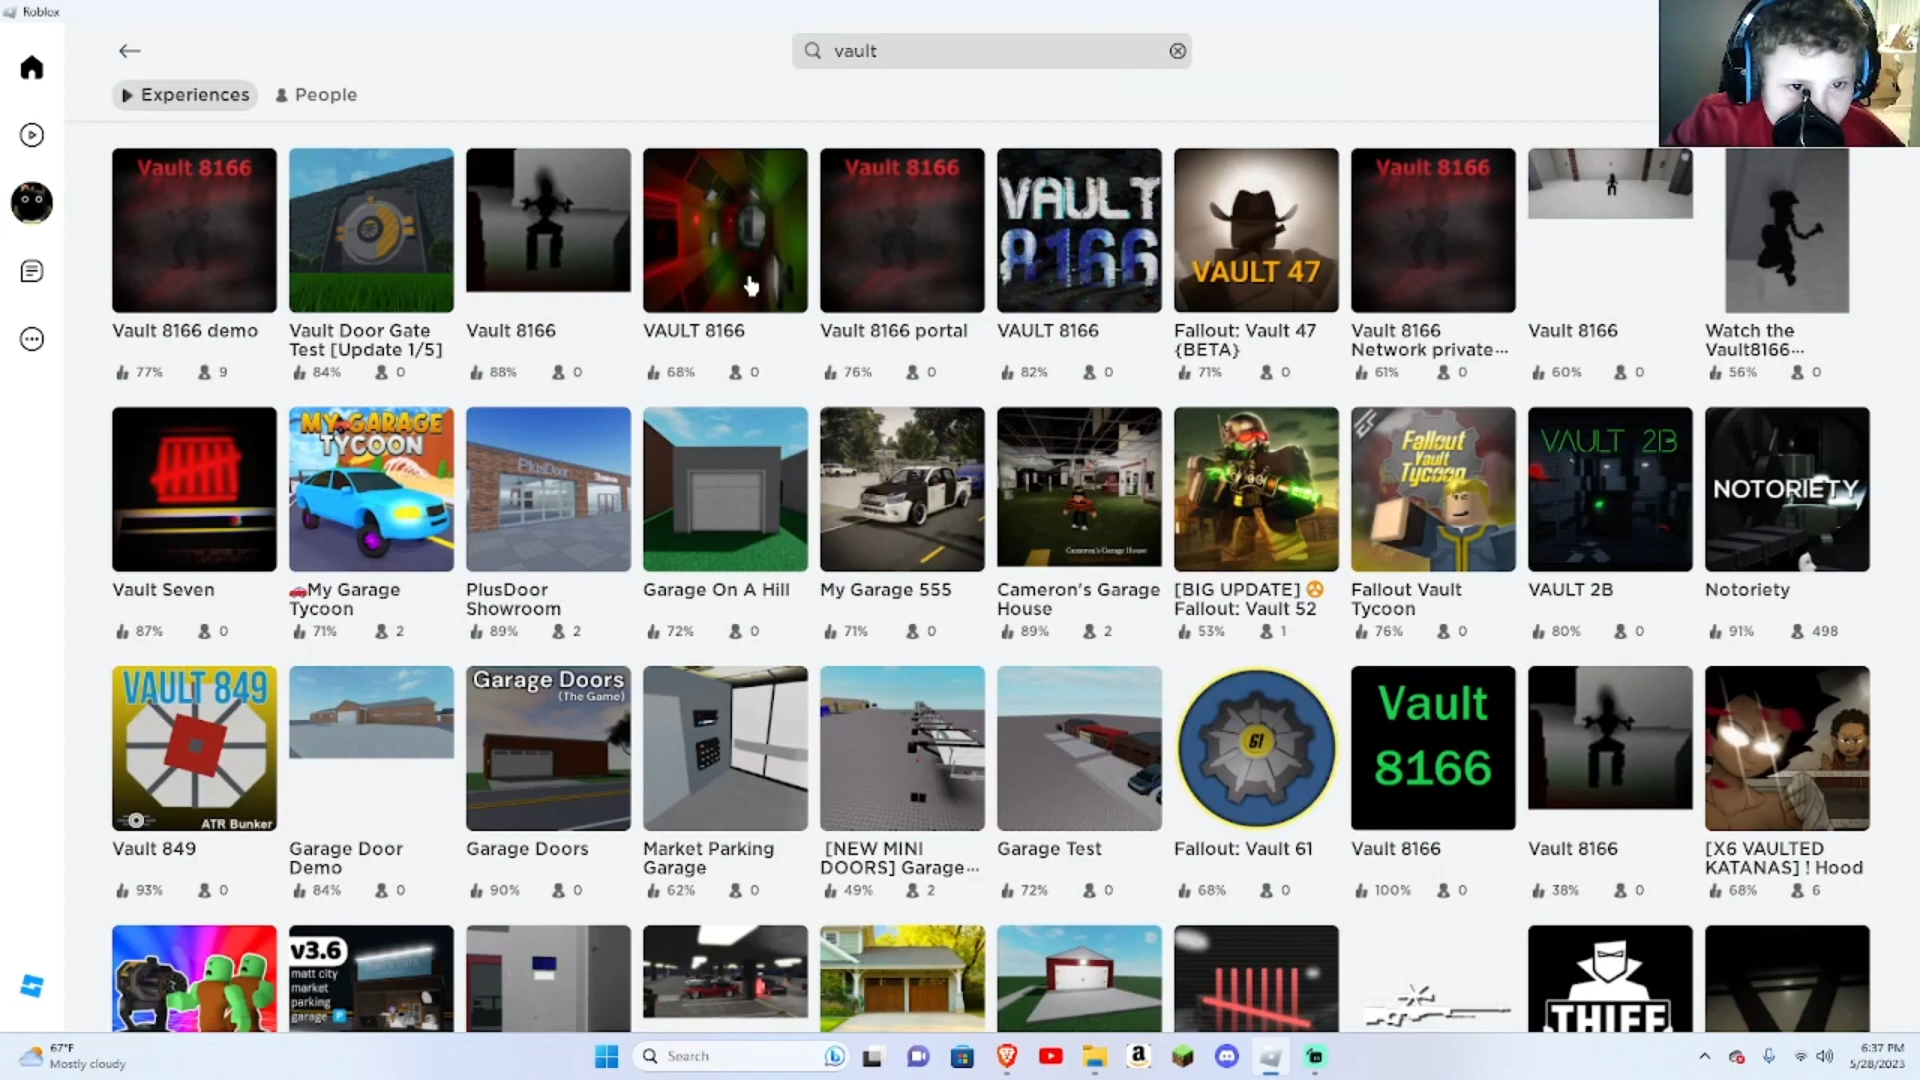 Roblox
vault
Experiences
People
Vault 8166
Vault 8166
VAULT
8166
VAULT 47
Vault 8166
Vault 8166 demo
Vault Door Gate
Test [Update 1/5]
Vault 8166
VAULT 8166
Vault 8166 portal
VAULT 8166
Fallout: Vault 47
{BETA}
Vault 8166
Network private...
Vault 8166
Watch the
Vault8166...
77% 9
84% 0
88% 0
68% 0
76% 0
82% 0
71% 0
61% 0
60% 0
56% 0
MY GARAGE
TYCOON
PlusDoor
Cameron's Garage House
Fallout
Vault
Tycoon
VAULT 2B
NOTORIETY
Vault Seven
🚗My Garage
Tycoon
PlusDoor
Showroom
Garage On A Hill
My Garage 555
Cameron's Garage
House
[BIG UPDATE] ☢
Fallout: Vault 52
Fallout Vault
Tycoon
VAULT 2B
Notoriety
87% 0
71% 2
89% 2
72% 0
71% 0
89% 2
53% 1
76% 0
80% 0
91% 498
VAULT 849
ATR Bunker
Garage Doors
(The Game)
61
Vault
8166
Vault 849
Garage Door
Demo
Garage Doors
Market Parking
Garage
[NEW MINI
DOORS] Garage...
Garage Test
Fallout: Vault 61
Vault 8166
Vault 8166
[X6 VAULTED
KATANAS] ! Hood
93% 0
84% 0
90% 0
62% 0
49% 2
72% 0
68% 0
100% 0
38% 0
68% 6
v3.6
matt city
market
parking
garage
THIEF
67°F
Mostly cloudy
Search
6:37 PM
5/28/2023